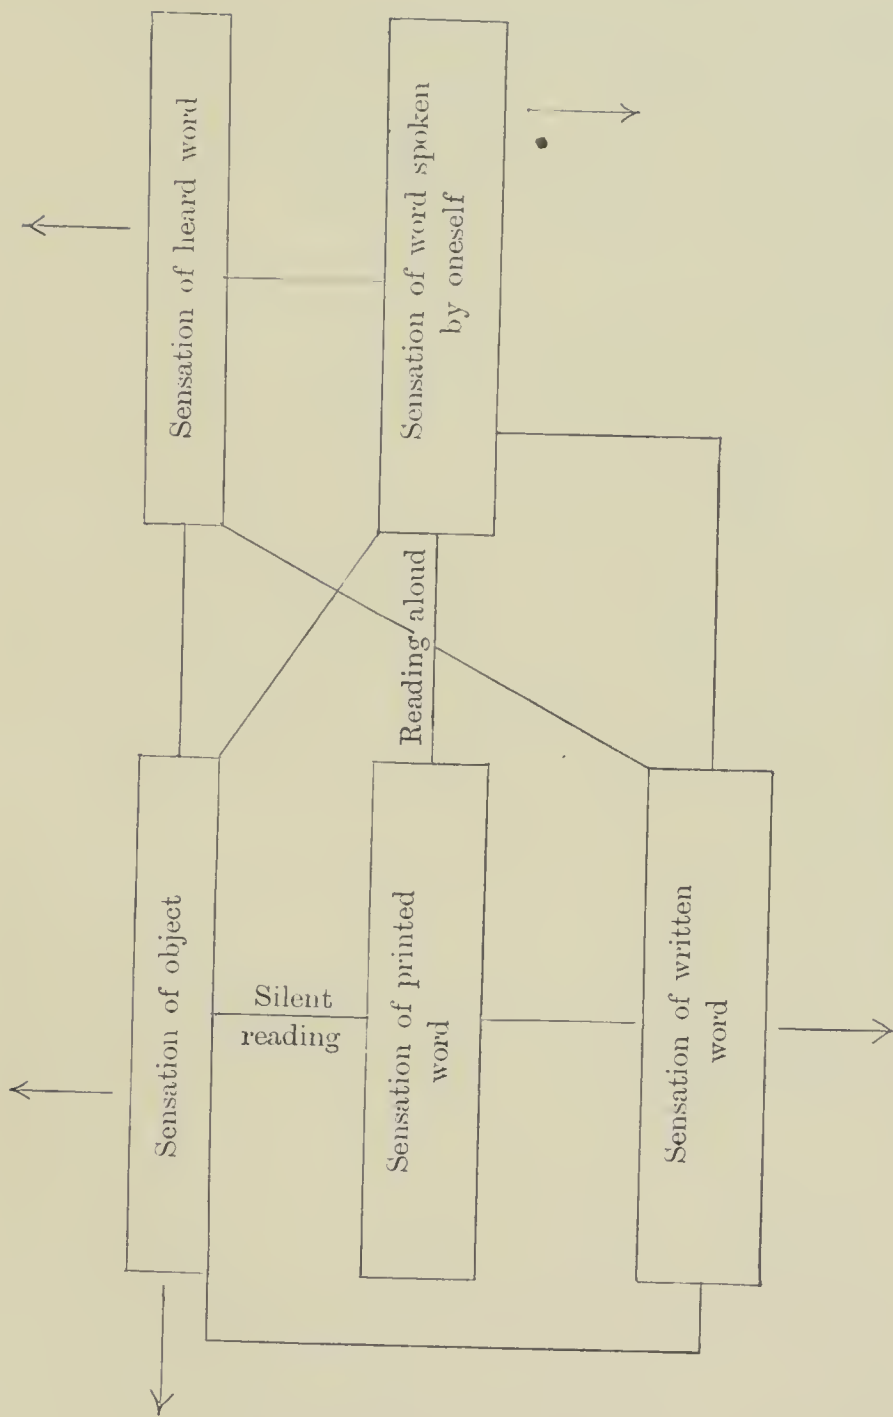 Sensation of heard word
Sensation of word spoken
by oneself
Reading aloud
Sensation of object
Silent
reading
Sensation of printed
word
Sensation of written
word